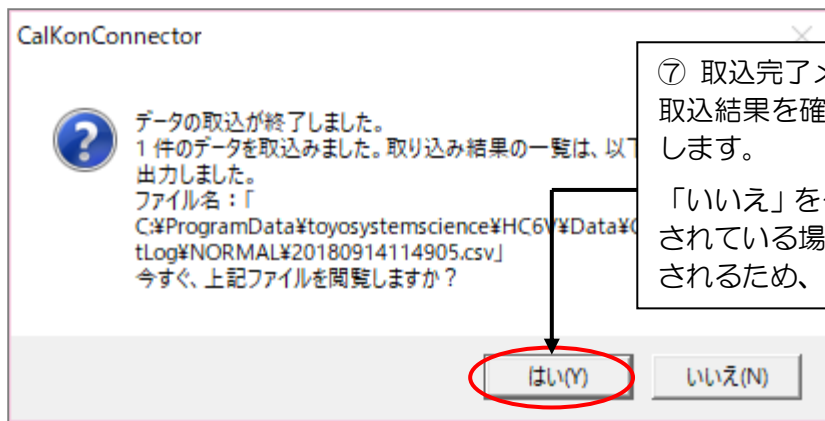 CalKonConnector
データの取込が終了しました。
1 件のデータを取込みました。取り込み結果の一覧は、以下
出力しました。
ファイル名：「
C:¥ProgramData¥toyosystemscience¥HC6V¥Data¥
tLog¥NORMAL¥20180914114905.csv」
今すぐ、上記ファイルを閲覧しますか？
⑦ 取込完了
取込結果を確
します。
「いいえ」を
されている場
されるため、
はい(Y)
いいえ(N)